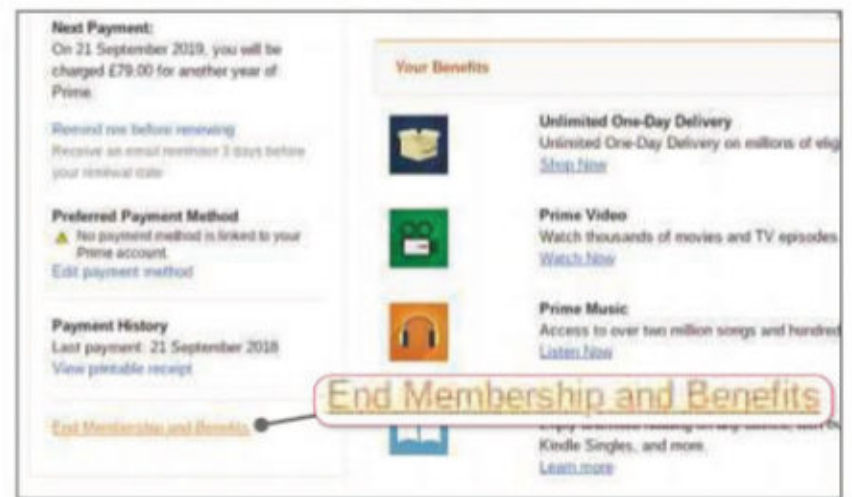 Next Payment:
On 21 September 2019, you will be
charged £79.00 for another year of
Prime.
Remind me before renewing
Receive an email reminder 3 days before
your renewal date
Preferred Payment Method
No payment method is linked to your
Prime account.
Edit payment method
Payment History
Last payment: 21 September 2018
View printable receipt
End Membership and Benefits
Your Benefits
Unlimited One-Day Delivery
Unlimited One-Day Delivery on millions of elig
Shop Now
Prime Video
Watch thousands of movies and TV episodes
Watch Now
Prime Music
Access to over two million songs and hundred
Listen Now
End Membership and Benefits
Kindle Singles, and more.
Learn more